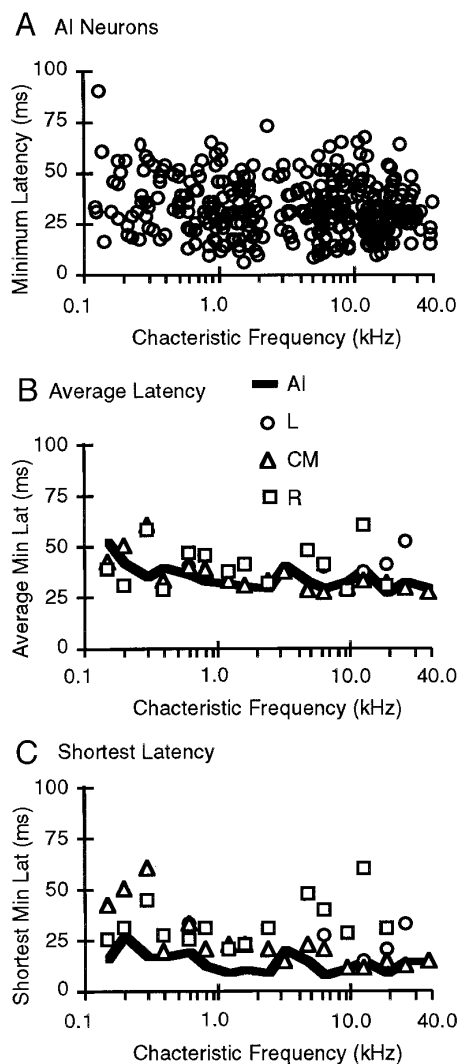 A AI Neurons
100
75
50
25
0
Minimum Latency (ms)
0.1 1.0 10.0 40.0
Chacteristic Frequency (kHz)
B Average Latency
AI
L
CM
R
100
75
50
25
0
Average Min Lat (ms)
0.1 1.0 10.0 40.0
Chacteristic Frequency (kHz)
C Shortest Latency
100
75
50
25
0
Shortest Min Lat (ms)
0.1 1.0 10.0 40.0
Chacteristic Frequency (kHz)